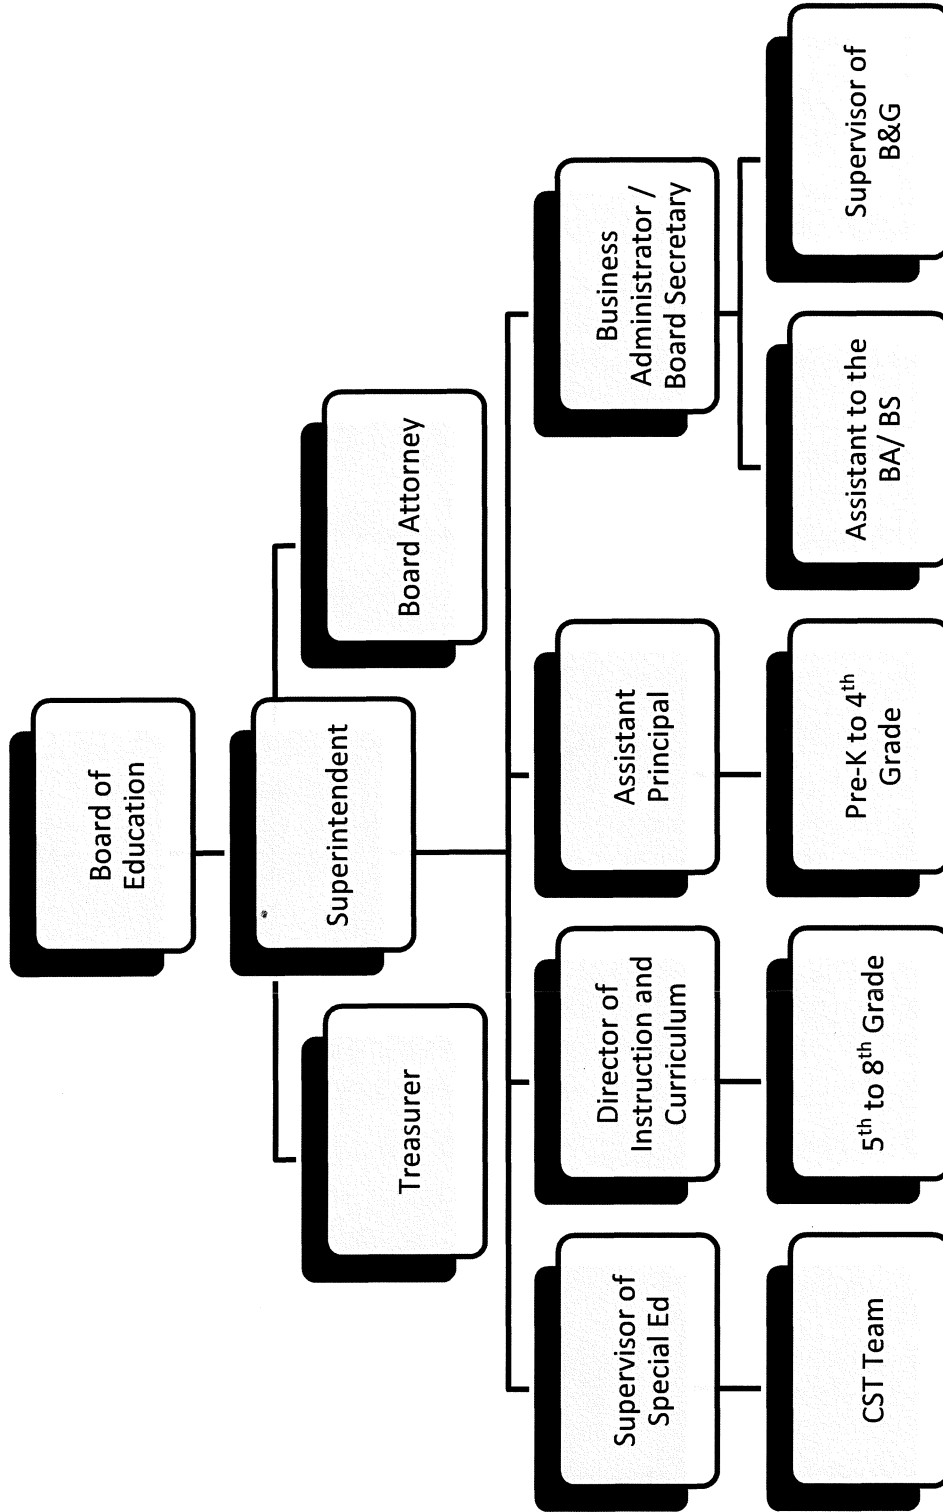 Board of
Education
Treasurer
Superintendent
Board Attorney
Supervisor of
Special Ed
Director of
Instruction and
Curriculum
Assistant
Principal
Business
Administrator /
Board Secretary
CST Team
5th to 8th Grade
Pre-K to 4th
Grade
Assistant to the
BA/ BS
Supervisor of
B&G